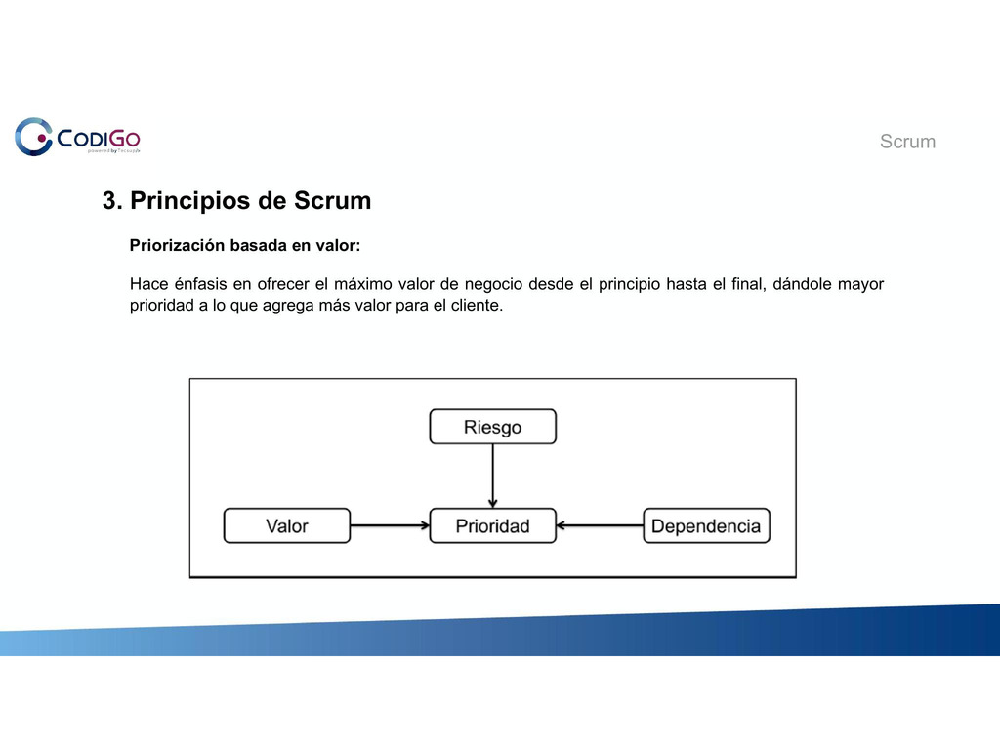 CODIGO
powered by Tecsup
Scrum
3. Principios de Scrum
Priorización basada en valor:
Hace énfasis en ofrecer el máximo valor de negocio desde el principio hasta el final, dándole mayor
prioridad a lo que agrega más valor para el cliente.
Riesgo
Valor
Prioridad
Dependencia